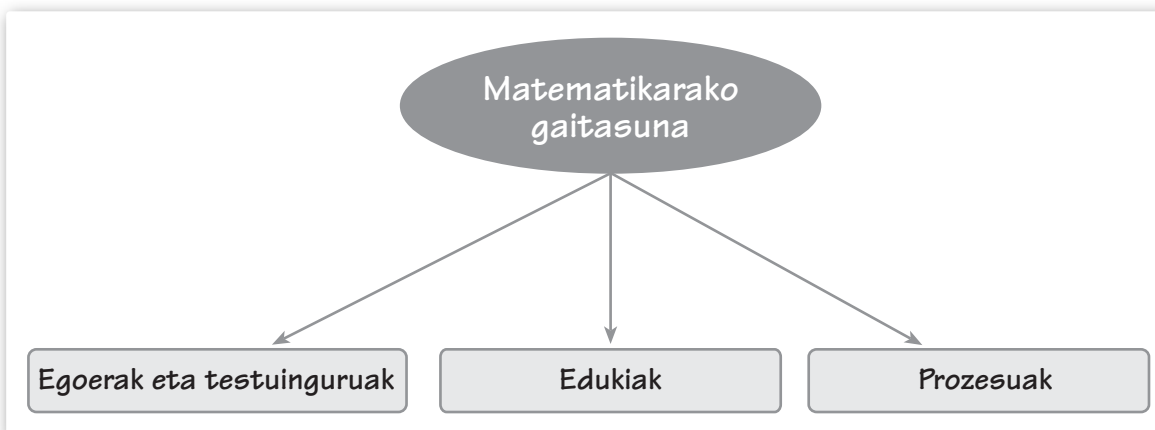 Matematikarako
gaitasuna
Egoerak eta testuinguruak
Edukiak
Prozesuak